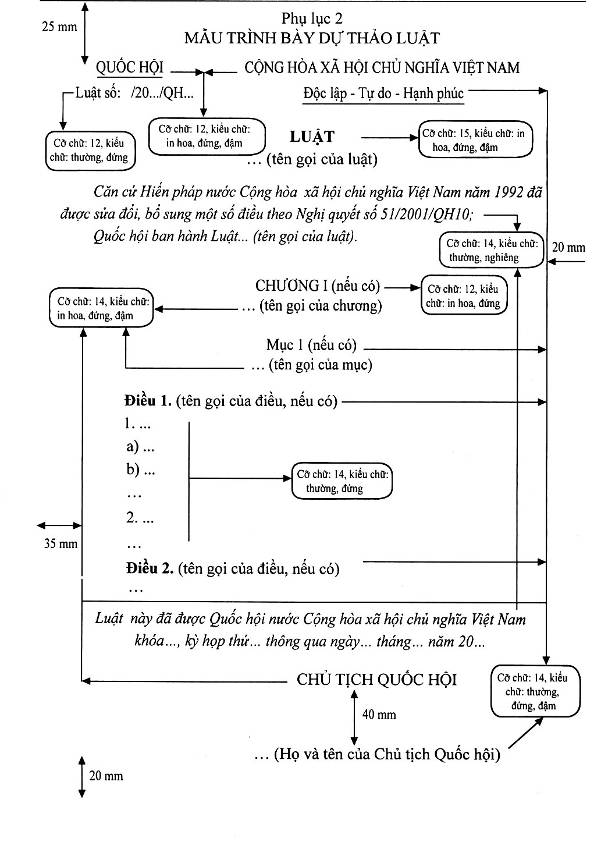 Phụ lục 2
25 mm
MẪU TRÌNH BÀY DỰ THẢO LUẬT
QUỐC HỘI
CỘNG HÒA XÃ HỘI CHỦ NGHĨA VIỆT NAM
Luật số: /20.../QH...
Độc lập - Tự do - Hạnh phúc
Cỡ chữ: 12, kiểu
chữ: thường, đứng
Cỡ chữ: 12, kiểu chữ:
in hoa, đứng, đậm
LUẬT
Cỡ chữ: 15, kiểu chữ: in
hoa, đứng, đậm
... (tên gọi của luật)
Căn cứ Hiến pháp nước Cộng hòa xã hội chủ nghĩa Việt Nam năm 1992 đã
được sửa đổi, bổ sung một số điều theo Nghị quyết số 51/2001/QH10;
Quốc hội ban hành Luật... (tên gọi của luật).
Cỡ chữ: 14, kiểu chữ:
thường, nghiêng
20 mm
CHƯƠNG I (nếu có)
Cỡ chữ: 12, kiểu
chữ: in hoa, đứng
Cỡ chữ: 14, kiểu chữ:
in hoa, đứng, đậm
... (tên gọi của chương)
Mục 1 (nếu có)
... (tên gọi của mục)
Điều 1. (tên gọi của điều, nếu có)
1. ...
a) ...
b) ...
Cỡ chữ: 14, kiểu chữ:
thường, đứng
...
2. ...
35 mm
...
Điều 2. (tên gọi của điều, nếu có)
...
Luật này đã được Quốc hội nước Cộng hòa xã hội chủ nghĩa Việt Nam
khóa..., kỳ họp thứ... thông qua ngày... tháng... năm 20...
CHỦ TỊCH QUỐC HỘI
Cỡ chữ: 14, kiểu
chữ: thường,
đứng, đậm
40 mm
... (Họ và tên của Chủ tịch Quốc hội)
20 mm